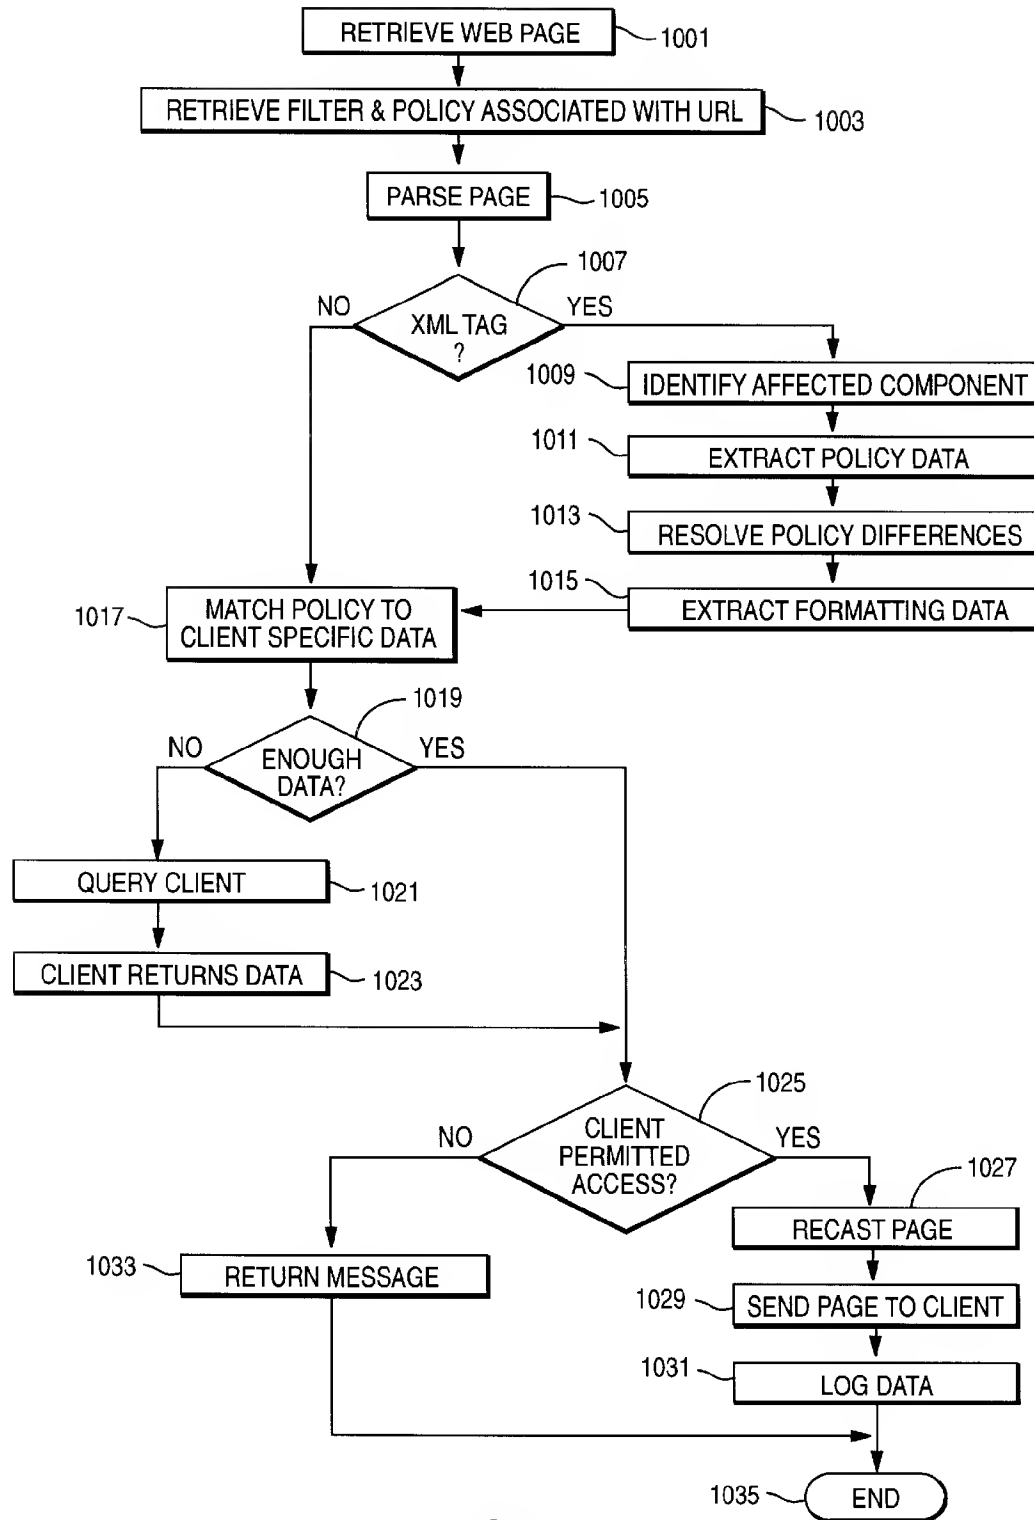 RETRIEVE WEB PAGE
1001
RETRIEVE FILTER & POLICY ASSOCIATED WITH URL
1003
PARSE PAGE
1005
1007
NO
XML TAG
?
YES
1009
IDENTIFY AFFECTED COMPONENT
1011
EXTRACT POLICY DATA
1013
RESOLVE POLICY DIFFERENCES
1015
EXTRACT FORMATTING DATA
1017
MATCH POLICY TO
CLIENT SPECIFIC DATA
1019
NO
ENOUGH
DATA?
YES
QUERY CLIENT
1021
CLIENT RETURNS DATA
1023
1025
NO
CLIENT
PERMITTED
ACCESS?
YES
1027
RECAST PAGE
1033
RETURN MESSAGE
1029
SEND PAGE TO CLIENT
1031
LOG DATA
1035
END